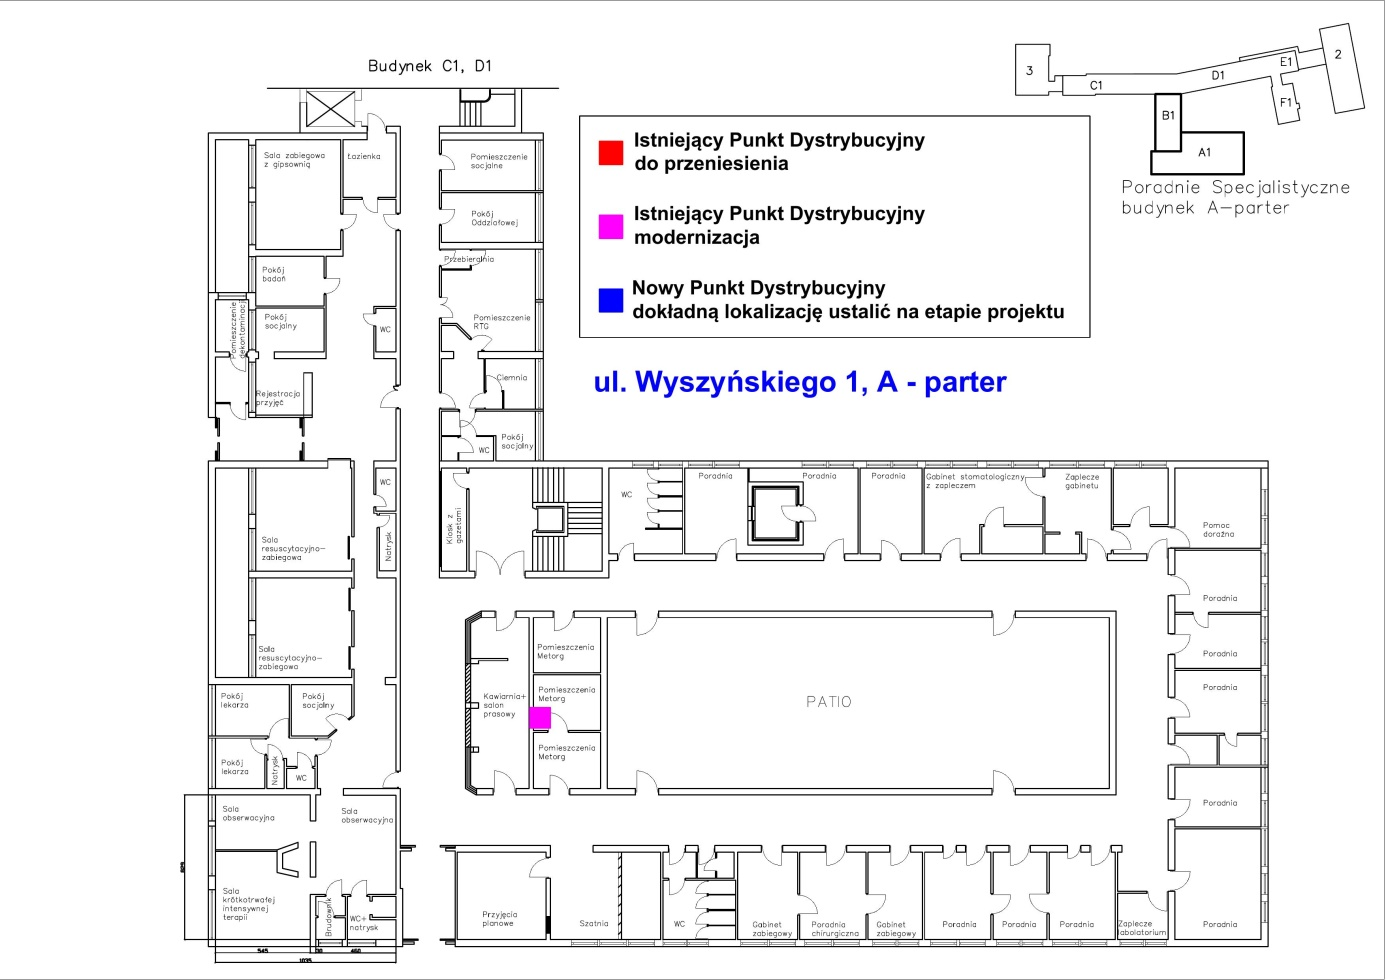 Budynek C1, D1
3
C1
D1
E1
2
F1
B1
A1
Poradnie Specjalistyczne
budynek A–parter
Istniejący Punkt Dystrybucyjny
do przeniesienia
Istniejący Punkt Dystrybucyjny
modernizacja
Nowy Punkt Dystrybucyjny
dokładną lokalizację ustalić na etapie projektu
ul. Wyszyńskiego 1, A - parter
Sala zabiegowa
z gipsownią
Łazienka
Pomieszczenie
socjalne
Pokój
Oddziałowej
Przebieralnia
Pokój
badań
Pomieszczenie
dekontaminacji
Pokój
socjalny
WC
Pomieszczenie
RTG
Ciemnia
Rejestracja
przyjęć
WC
Pokój
socjalny
WC
Natrysk
Kiosk z
gazetami
Sala
resuscytacyjno–
zabiegowa
WC
Poradnia
Poradnia
Poradnia
Gabinet stomatologiczny
z zapleczem
Zaplecze
gabinetu
Pomoc
doraźna
Poradnia
Sala
resuscytacyjno–
zabiegowa
Pomieszczenia
Metorg
Poradnia
Pokój
lekarza
Pokój
socjalny
Kawiarnia+
salon
prasowy
Pomieszczenia
Metorg
PATIO
Poradnia
Pomieszczenia
Metorg
Pokój
lekarza
Natrysk
WC
Sala
obserwacyjna
Sala
obserwacyjna
Poradnia
829
Sala
krótkotrwałej
intensywnej
terapii
Brudownik
WC+
natrysk
Przyjęcia
planowe
Szatnia
WC
Gabinet
zabiegowy
Poradnia
chirurgiczna
Gabinet
zabiegowy
Poradnia
Poradnia
Poradnia
Zaplecze
labolatorium
Poradnia
545
30
460
1035